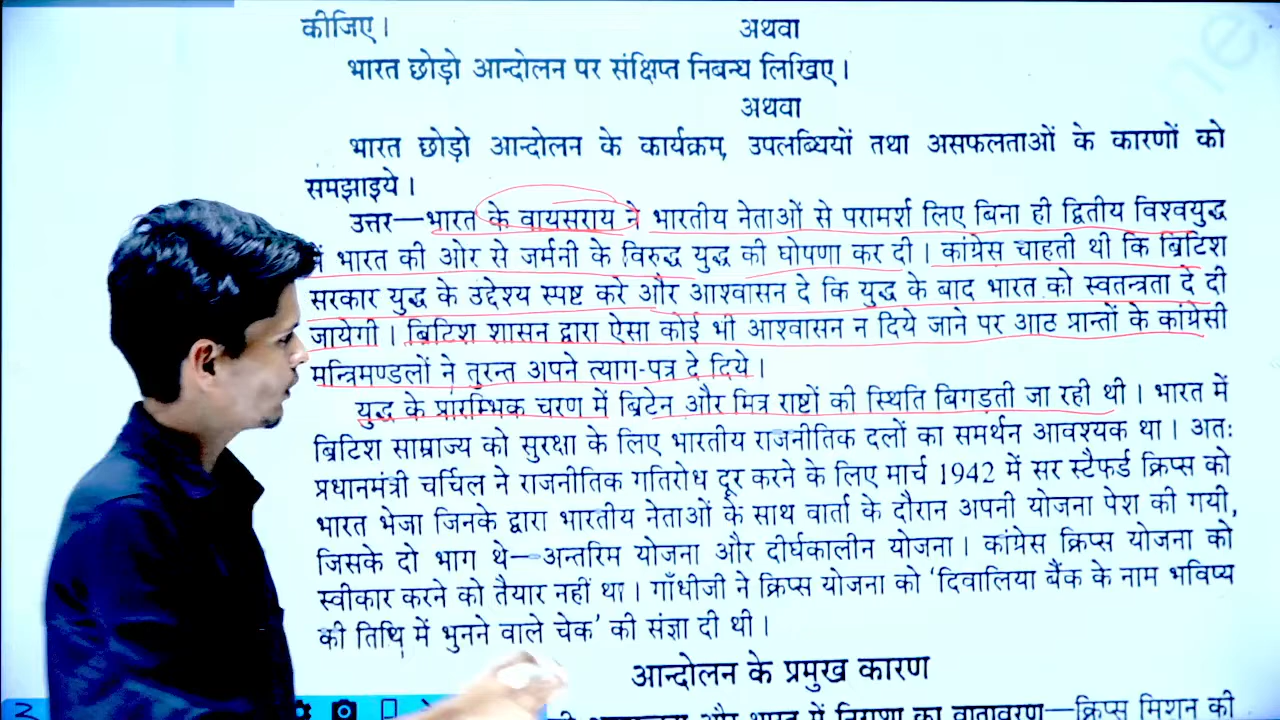 कीजिए।
अथवा
भारत छोड़ो आन्दोलन पर संक्षिप्त निबन्ध लिखिए।
अथवा
भारत छोड़ो आन्दोलन के कार्यक्रम, उपलब्धियों तथा असफलताओं के कारणों को
समझाइये।
उत्तर—भारत के वायसराय ने भारतीय नेताओं से परामर्श लिए बिना ही द्वितीय विश्वयुद्ध
में भारत की ओर से जर्मनी के विरुद्ध युद्ध की घोषणा कर दी। कांग्रेस चाहती थी कि ब्रिटिश
सरकार युद्ध के उद्देश्य स्पष्ट करे और आश्वासन दे कि युद्ध के बाद भारत को स्वतन्त्रता दे दी
जायेगी। ब्रिटिश शासन द्वारा ऐसा कोई भी आश्वासन न दिये जाने पर आठ प्रान्तों के कांग्रेसी
मन्त्रिमण्डलों ने तुरन्त अपने त्याग-पत्र दे दिये।
युद्ध के प्रारम्भिक चरण में ब्रिटेन और मित्र राष्टों की स्थिति बिगड़ती जा रही थी। भारत में
ब्रिटिश साम्राज्य को सुरक्षा के लिए भारतीय राजनीतिक दलों का समर्थन आवश्यक था। अतः
प्रधानमंत्री चर्चिल ने राजनीतिक गतिरोध दूर करने के लिए मार्च 1942 में सर स्टैफर्ड क्रिप्स को
भारत भेजा जिनके द्वारा भारतीय नेताओं के साथ वार्ता के दौरान अपनी योजना पेश की गयी,
जिसके दो भाग थे—अन्तरिम योजना और दीर्घकालीन योजना। कांग्रेस क्रिप्स योजना को
स्वीकार करने को तैयार नहीं था। गाँधीजी ने क्रिप्स योजना को ‘दिवालिया बैंक के नाम भविष्य
की तिथि में भुनने वाले चेक’ की संज्ञा दी थी।
आन्दोलन के प्रमुख कारण
और भारत में निराशा का वातावरण—क्रिप्स मिशन की